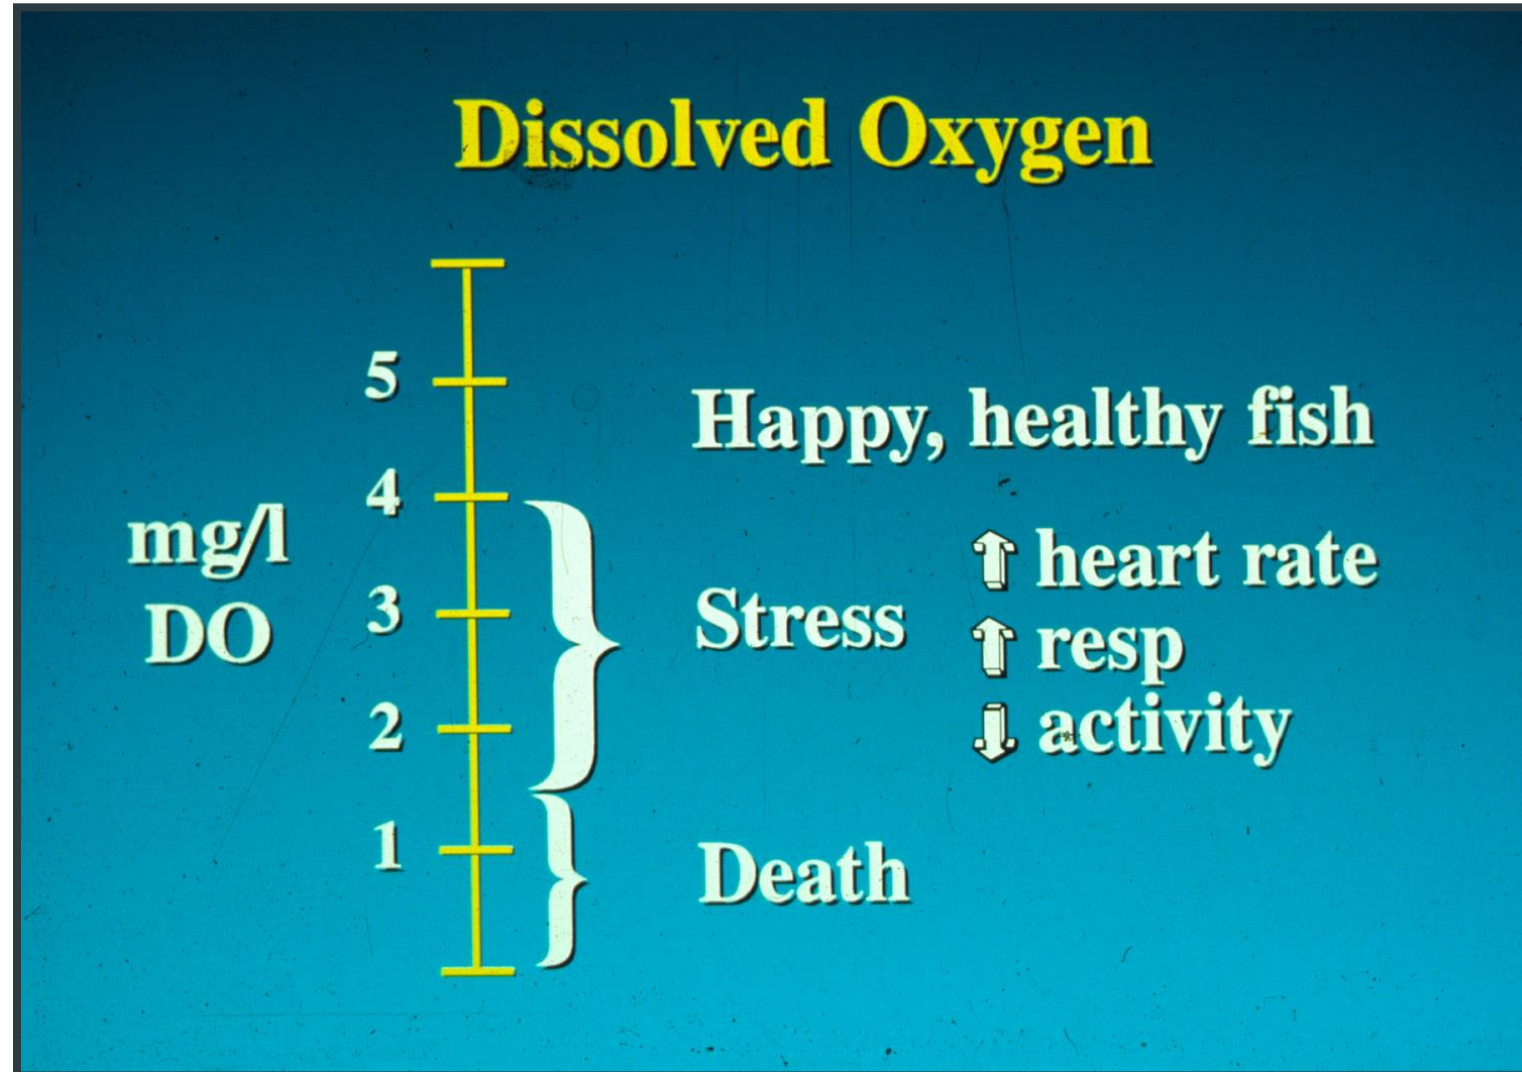 Dissolved Oxygen
5
Happy, healthy fish
4
mg/l
DO
heart rate
3
Stress
resp
2
activity
1
Death